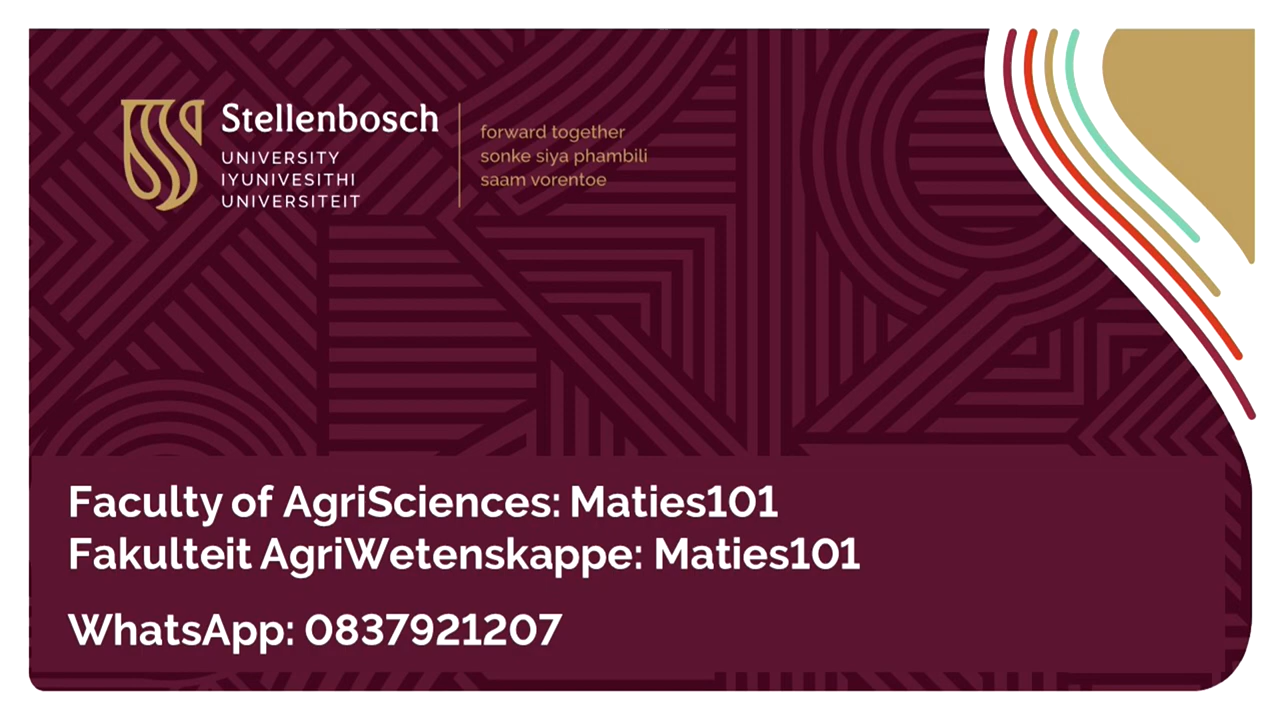 Stellenbosch
UNIVERSITY
IYUNIVESITHI
UNIVERSITEIT
forward together
sonke siya phambili
saam vorentoe
Faculty of AgriSciences: Maties101
Fakulteit AgriWetenskappe: Maties101
WhatsApp: 0837921207